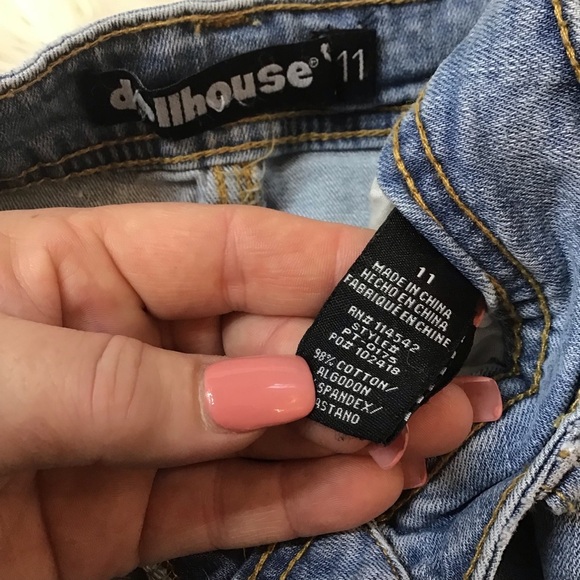 dollhouse® 11
11
MADE IN CHINA
HECHO EN CHINA
FABRIQUE EN CHINE
RN# 114542
STYLE#
PT-0175
PO# 102418
98% COTTON/
ALGODON
SPANDEX/